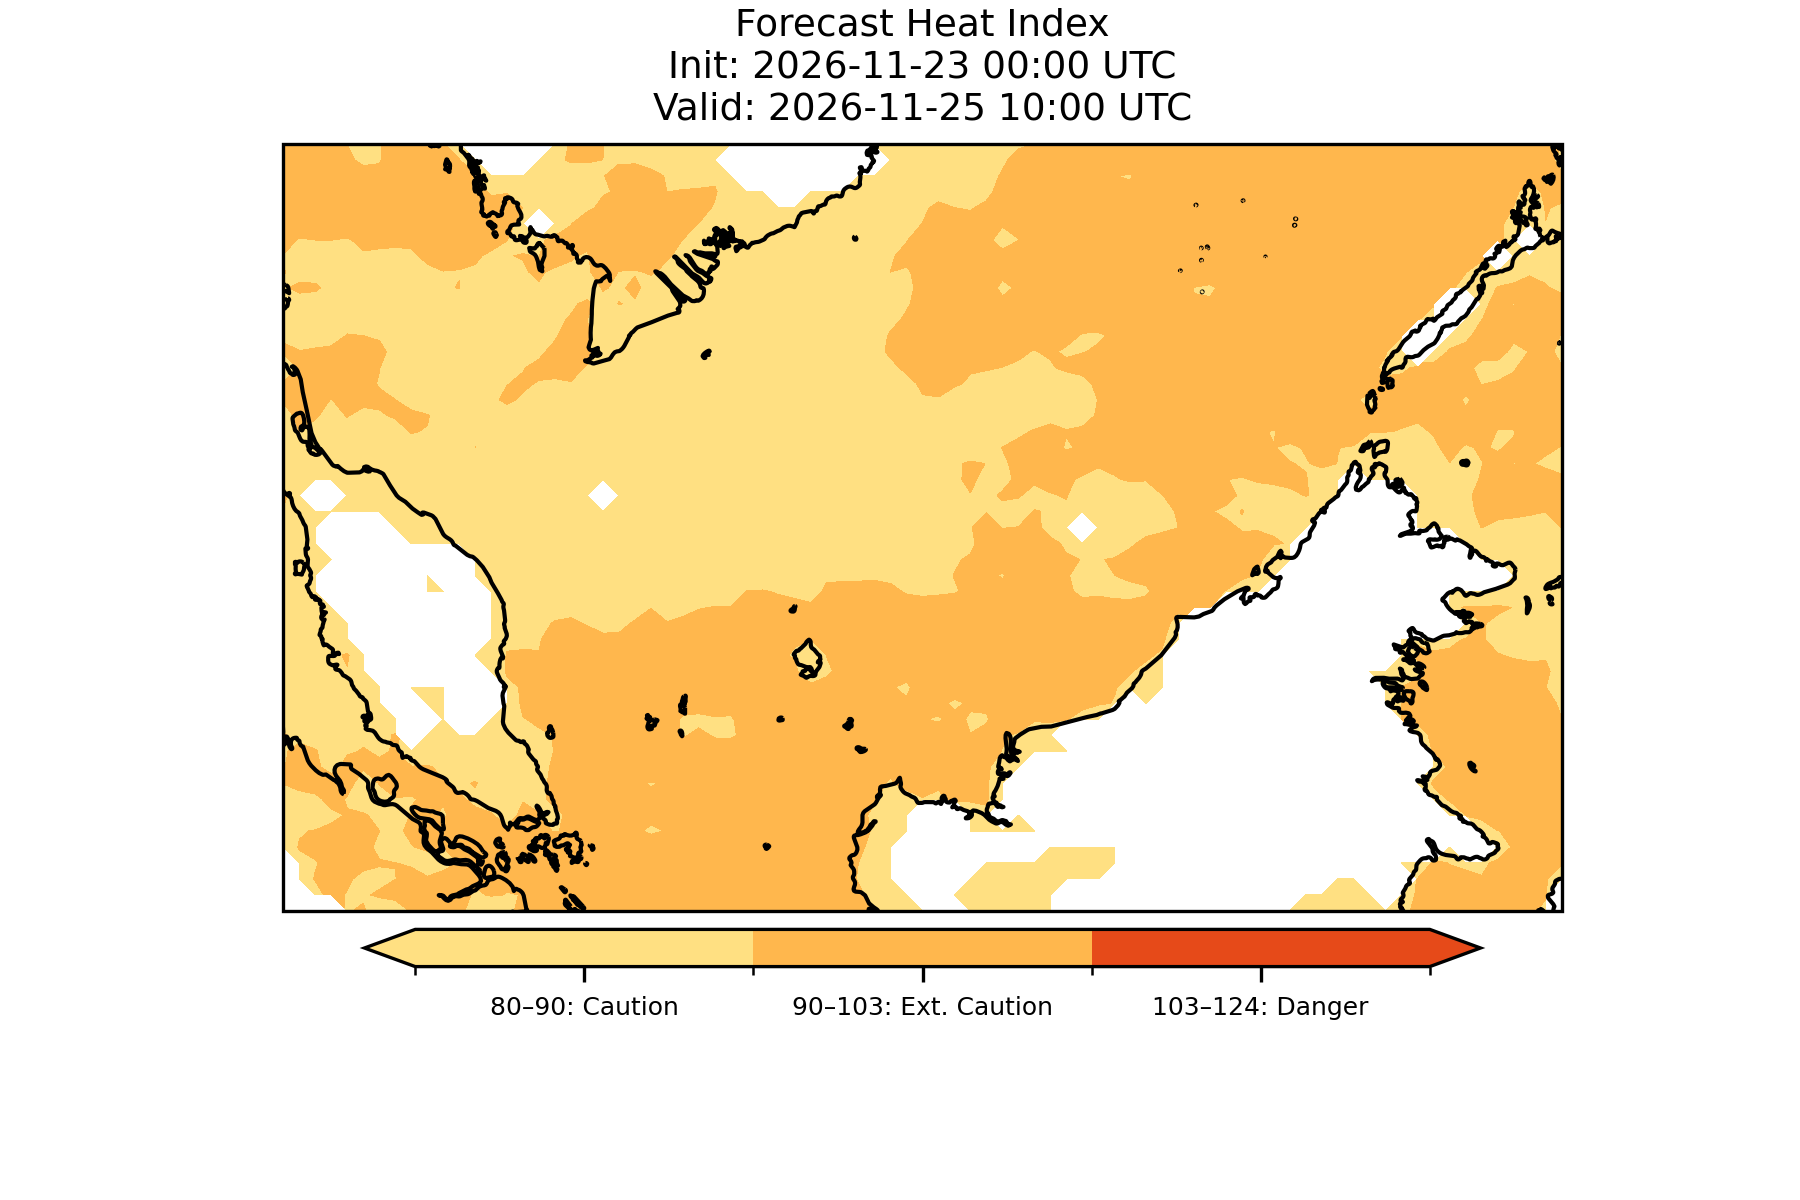 Forecast Heat Index
Init: 2026-11-23 00:00 UTC
Valid: 2026-11-25 10:00 UTC
80–90: Caution
90–103: Ext. Caution
103–124: Danger